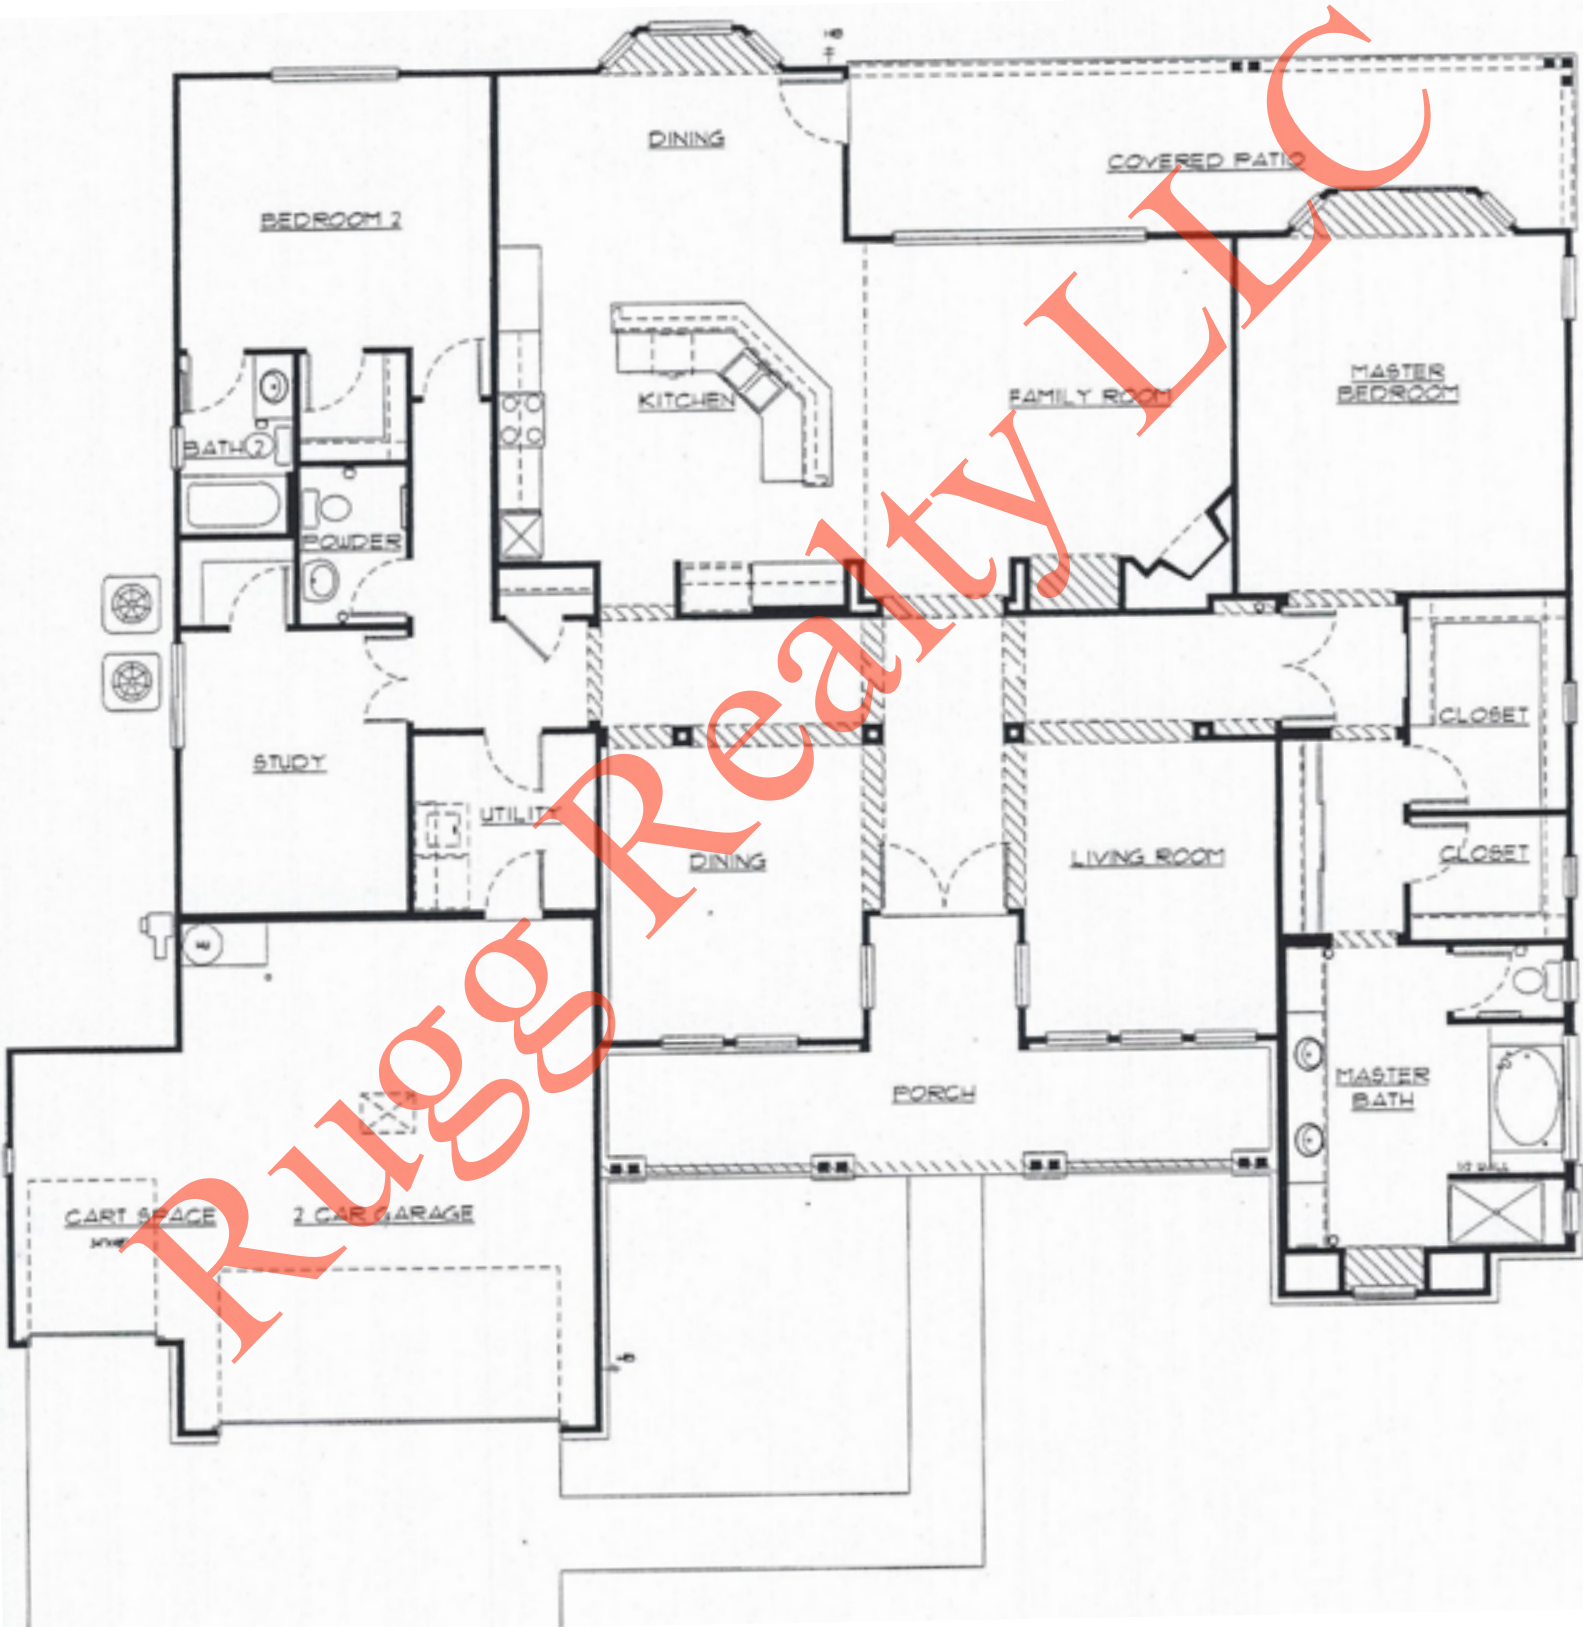 DINING
COVERED PATIO
BEDROOM 2
MASTER
BEDROOM
KITCHEN
FAMILY ROOM
BATH 2
POWDER
CLOSET
STUDY
UTILITY
DINING
LIVING ROOM
CLOSET
MASTER
BATH
PORCH
CART SPACE
2 CAR GARAGE
Rugg Realty LLC